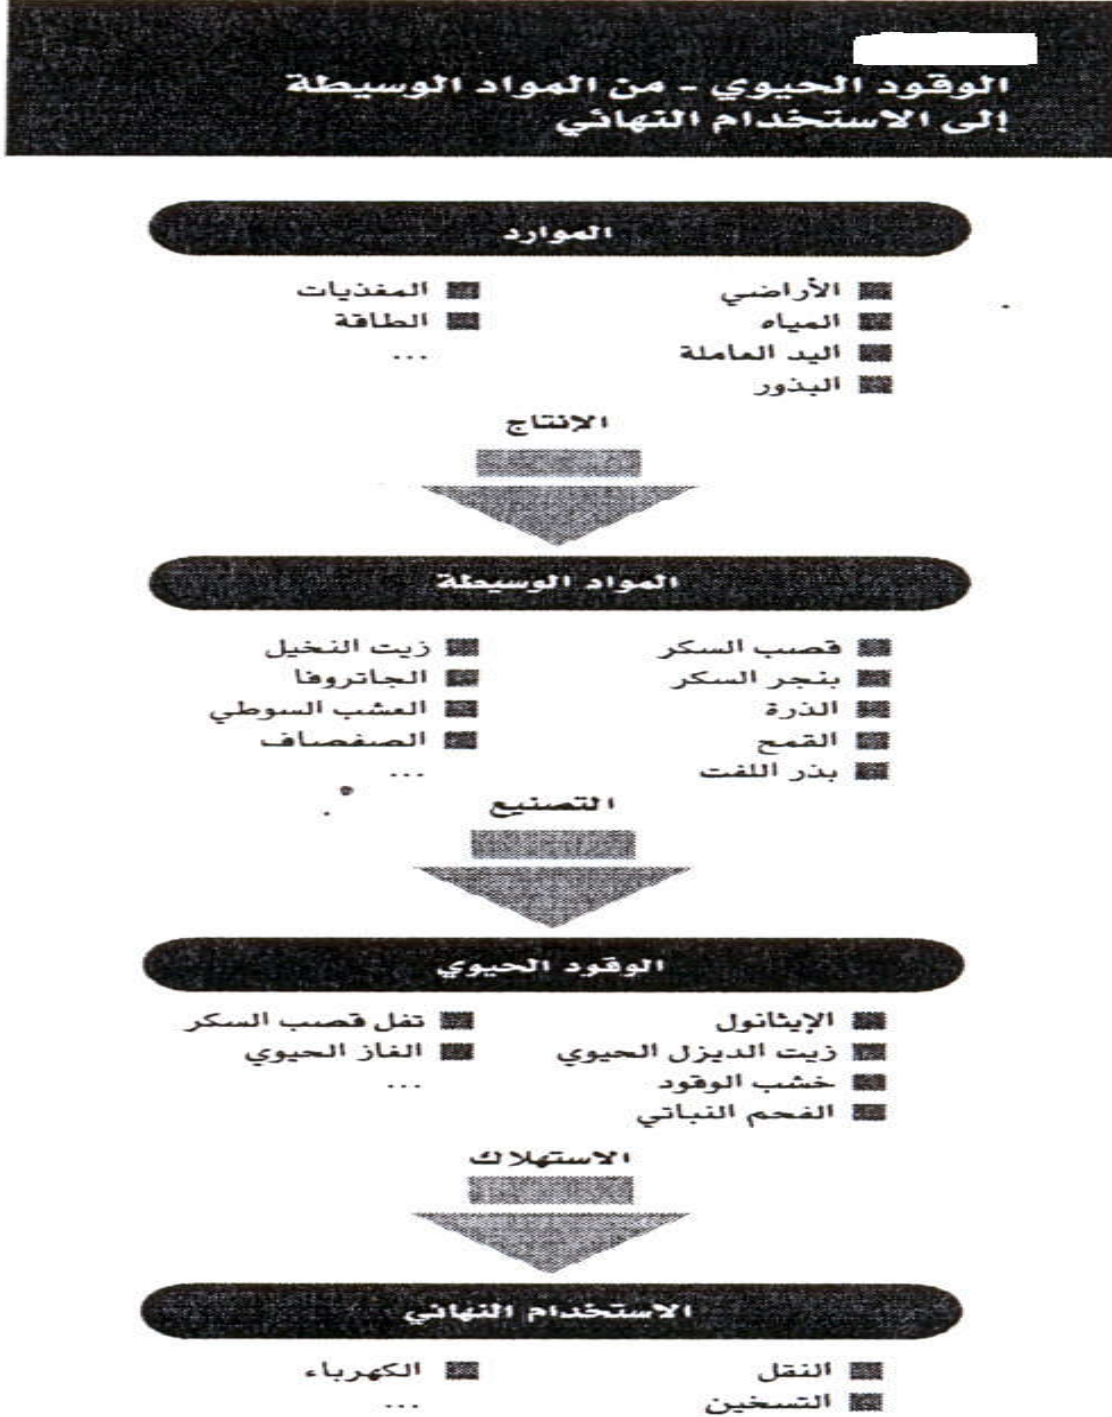 الوقود الحيوي - من المواد الوسيطة
إلى الاستخدام النهائي
الموارد
■ الأراضي
■ المياه
■ اليد العاملة
■ البذور
■ المغذيات
■ الطاقة
...
الإنتاج
المواد الوسيطة
■ قصب السكر
■ بنجر السكر
■ الذرة
■ القمح
■ بذر اللفت
■ زيت النخيل
■ الجاتروفا
■ العشب السوطي
■ الصفصاف
...
التصنيع
الوقود الحيوي
■ الإيثانول
■ زيت الديزل الحيوي
■ خشب الوقود
■ الفحم النباتي
■ تفل قصب السكر
■ الغاز الحيوي
...
الاستهلاك
الاستخدام النهائي
■ النقل
■ التسخين
■ الكهرباء
...